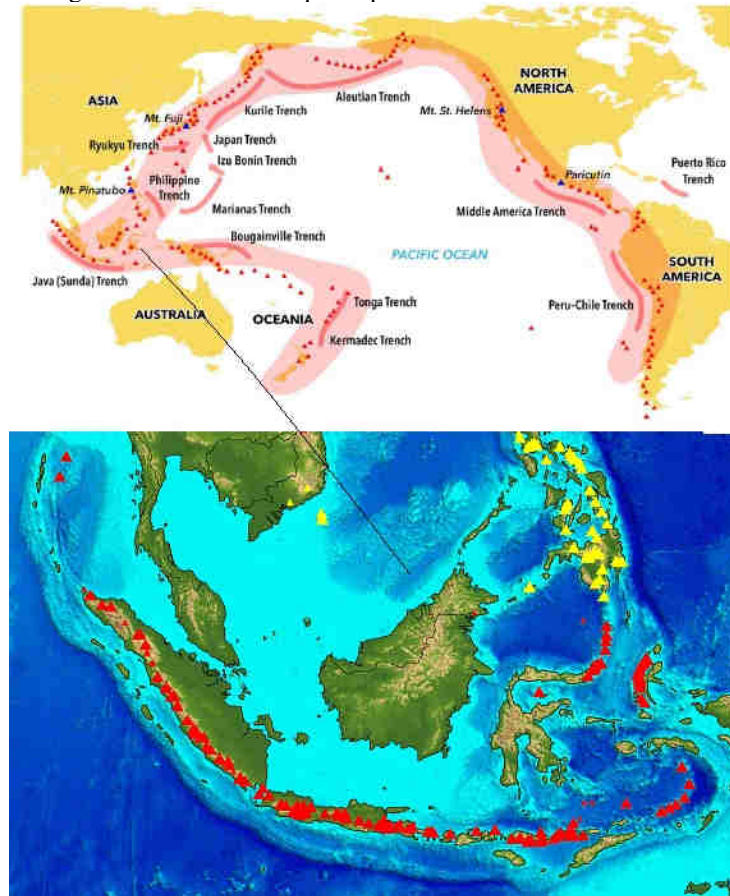 NORTH
AMERICA
ASIA
Aleutian Trench
Mt. St. Helens
Kurile Trench
Mt. Fuji
Japan Trench
Ryukyu Trench
Izu Bonin Trench
Puerto Rico
Trench
Paricutin
Philippine
Trench
Mt. Pinatubo
Marianas Trench
Middle America Trench
Bougainville Trench
PACIFIC OCEAN
SOUTH
AMERICA
Java (Sunda) Trench
Tonga Trench
Peru-Chile Trench
AUSTRALIA
OCEANIA
Kermadec Trench